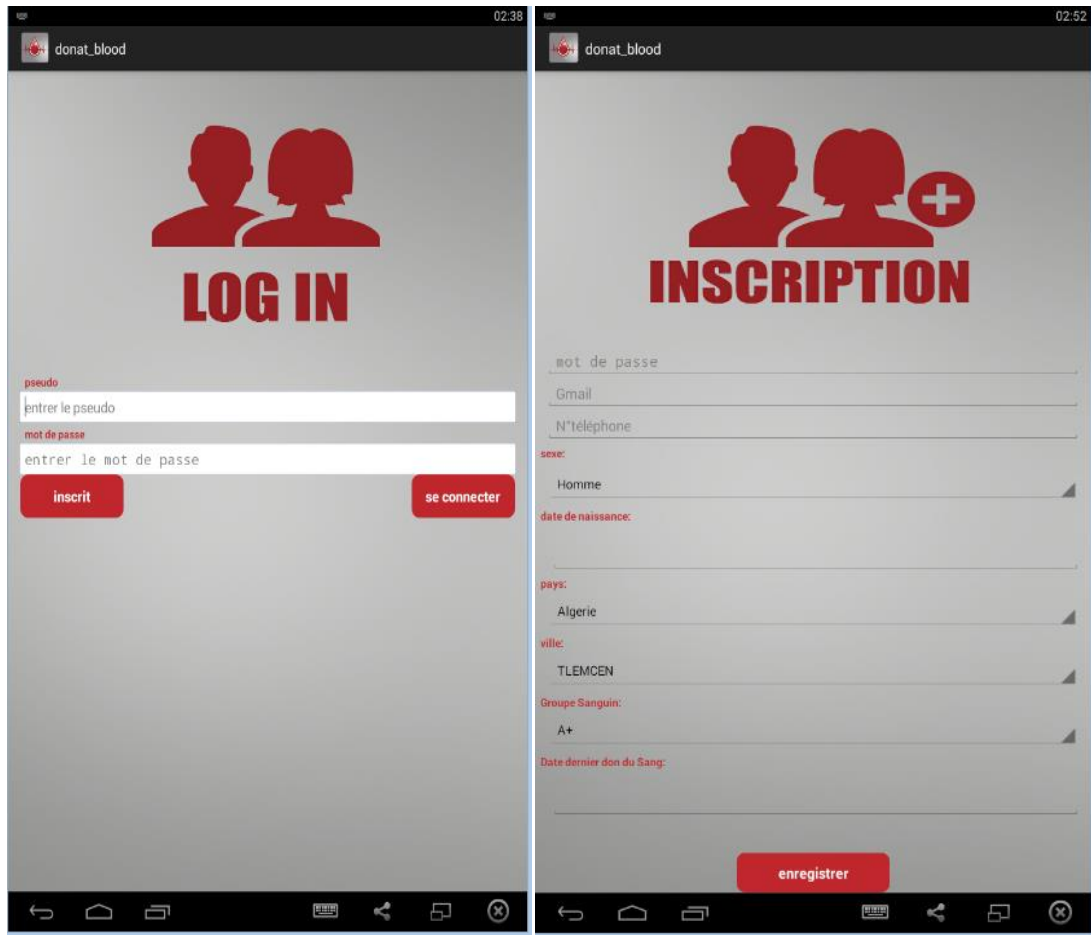 02:38
donat_blood
LOG IN
pseudo
entrer le pseudo
mot de passe
entrer le mot de passe
inscrit
se connecter
02:52
donat_blood
INSCRIPTION
mot de passe
Gmail
N°téléphone
sexe:
Homme
date de naissance:
pays:
Algerie
ville:
TLEMCEN
Groupe Sanguin:
A+
Date dernier don du Sang:
enregistrer